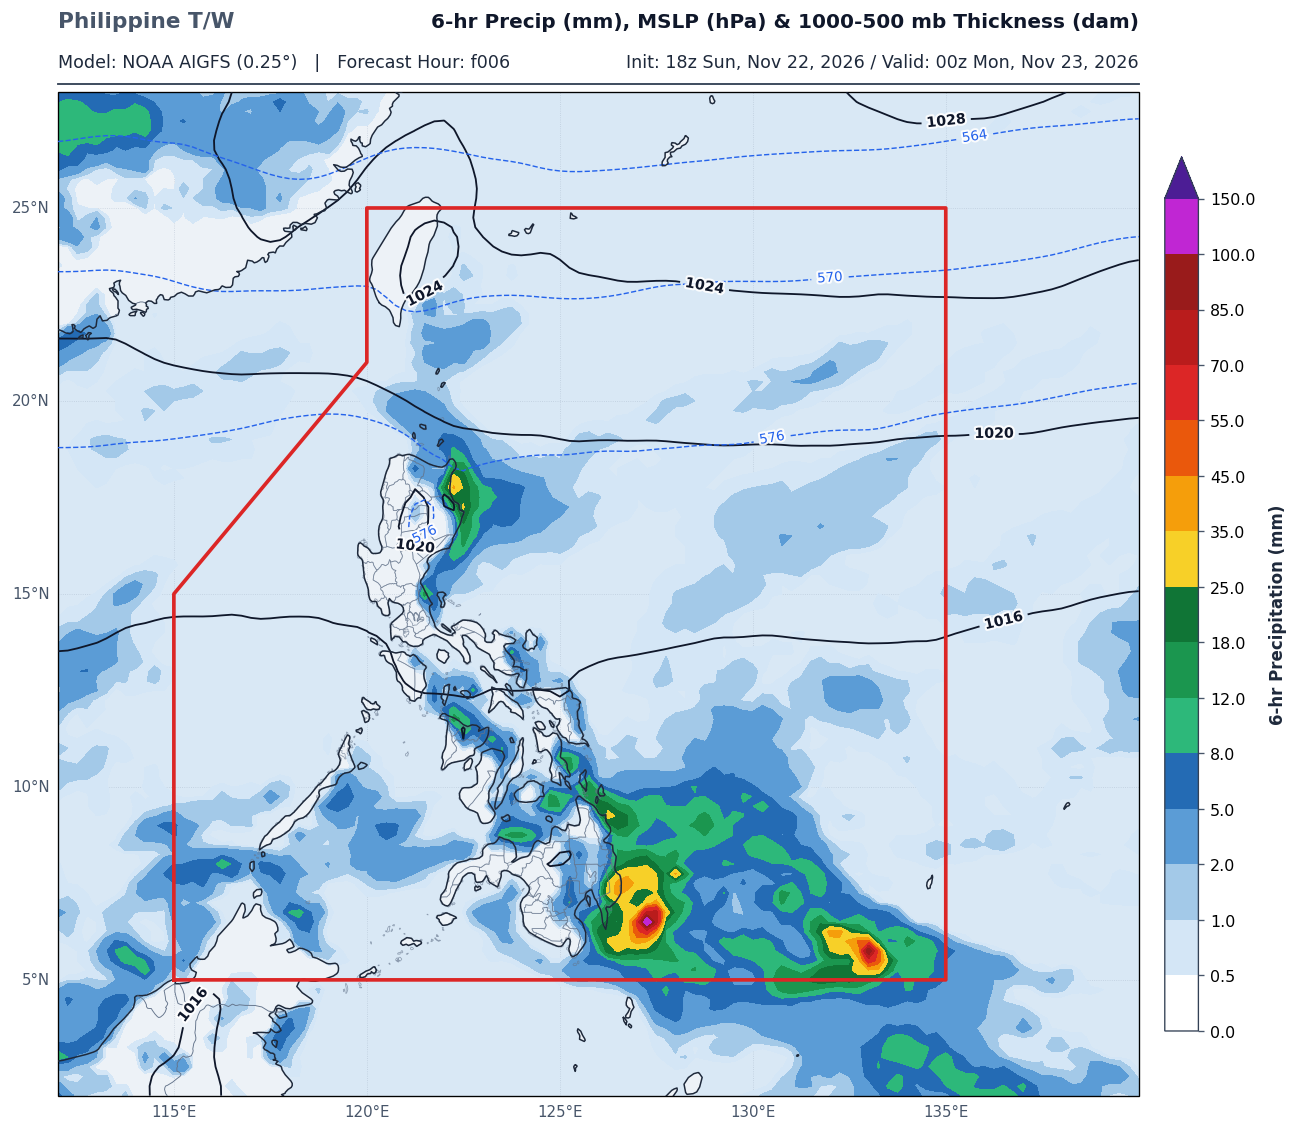 Philippine T/W
6-hr Precip (mm), MSLP (hPa) & 1000-500 mb Thickness (dam)
Model: NOAA AIGFS (0.25°)   |   Forecast Hour: f006
Init: 18z Sun, Nov 22, 2026 / Valid: 00z Mon, Nov 23, 2026
1028
564
25°N
1024
1024
570
20°N
1020
576
576
1020
15°N
1016
10°N
5°N
1016
115°E
120°E
125°E
130°E
135°E
150.0
100.0
85.0
70.0
55.0
45.0
35.0
25.0
18.0
12.0
8.0
5.0
2.0
1.0
0.5
0.0
6-hr Precipitation (mm)